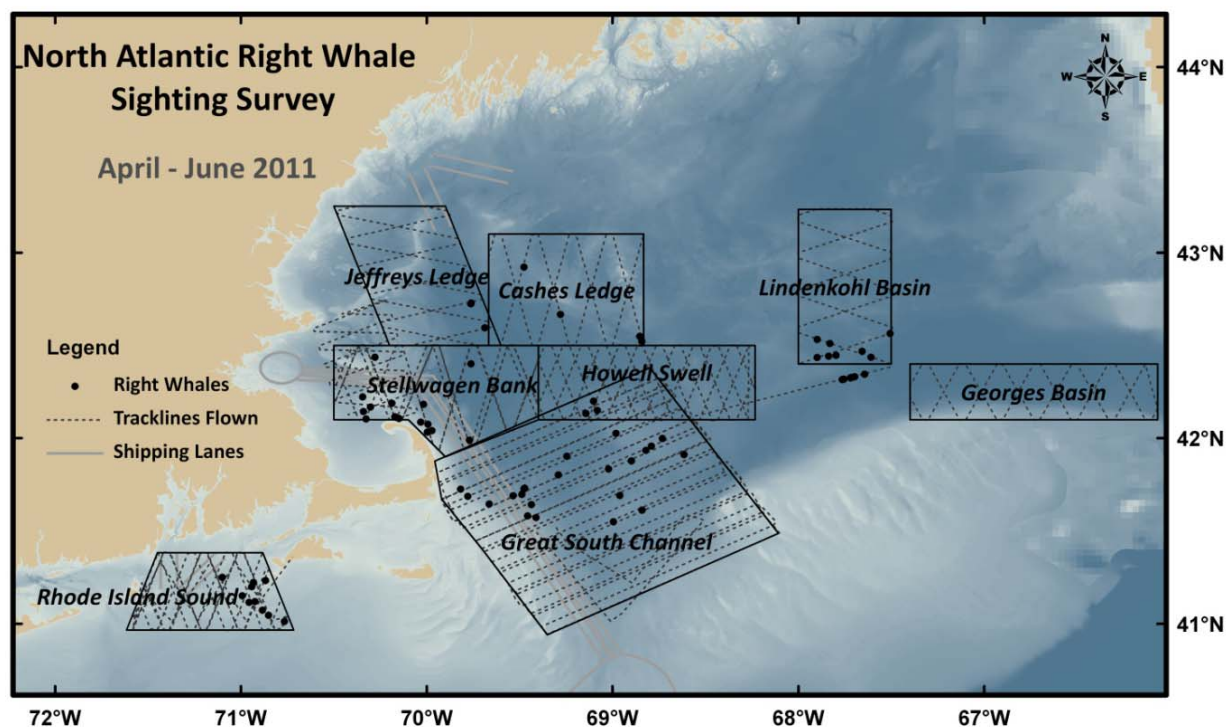 North Atlantic Right Whale
Sighting Survey
April - June 2011
N
W
E
S
44°N
43°N
42°N
41°N
Jeffreys Ledge
Cashes Ledge
Lindenkohl Basin
Legend
Right Whales
Tracklines Flown
Shipping Lanes
Stellwagen Bank
Howell Swell
Georges Basin
Great South Channel
Rhode Island Sound
72°W
71°W
70°W
69°W
68°W
67°W